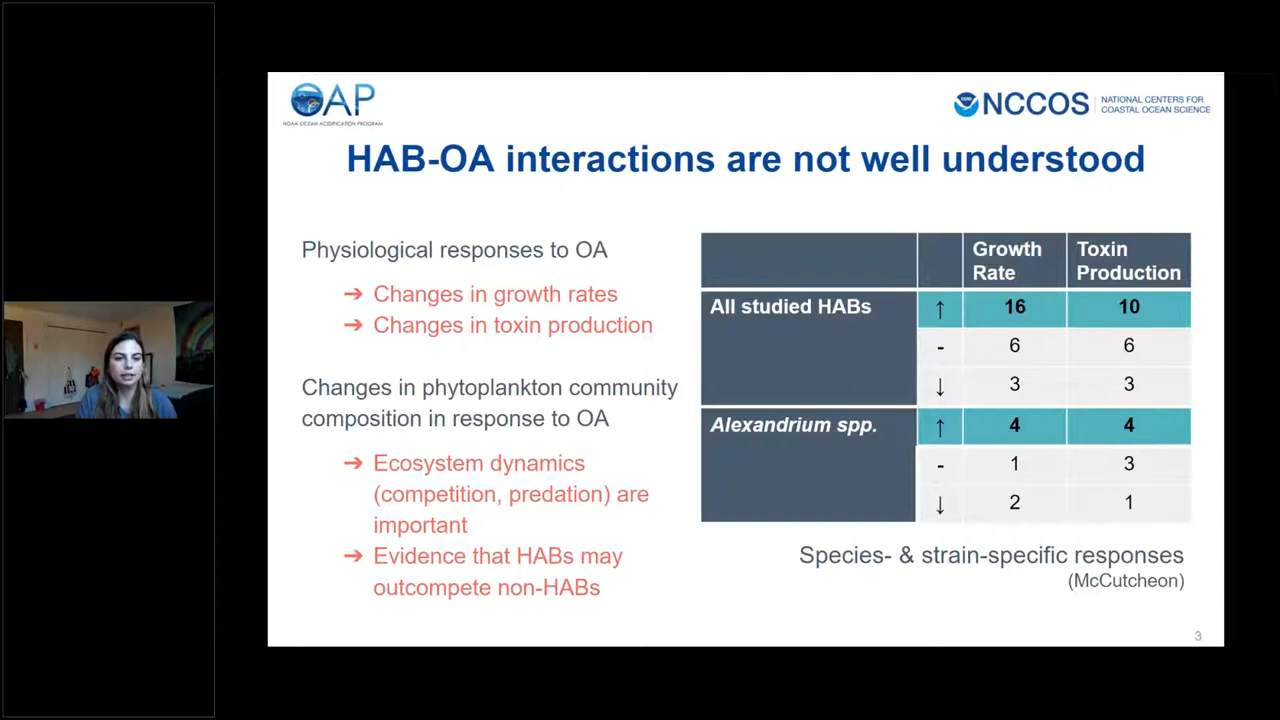 OAP
NOAA OCEAN ACIDIFICATION PROGRAM
NCCOS
NATIONAL CENTERS FOR
COASTAL OCEAN SCIENCE
HAB-OA interactions are not well understood
Physiological responses to OA
➔ Changes in growth rates
➔ Changes in toxin production
Changes in phytoplankton community
composition in response to OA
➔ Ecosystem dynamics
(competition, predation) are
important
➔ Evidence that HABs may
outcompete non-HABs
Growth Rate Toxin Production
All studied HABs ↑ 16 10
- 6 6
↓ 3 3
Alexandrium spp. ↑ 4 4
- 1 3
↓ 2 1
Species- & strain-specific responses
(McCutcheon)
3